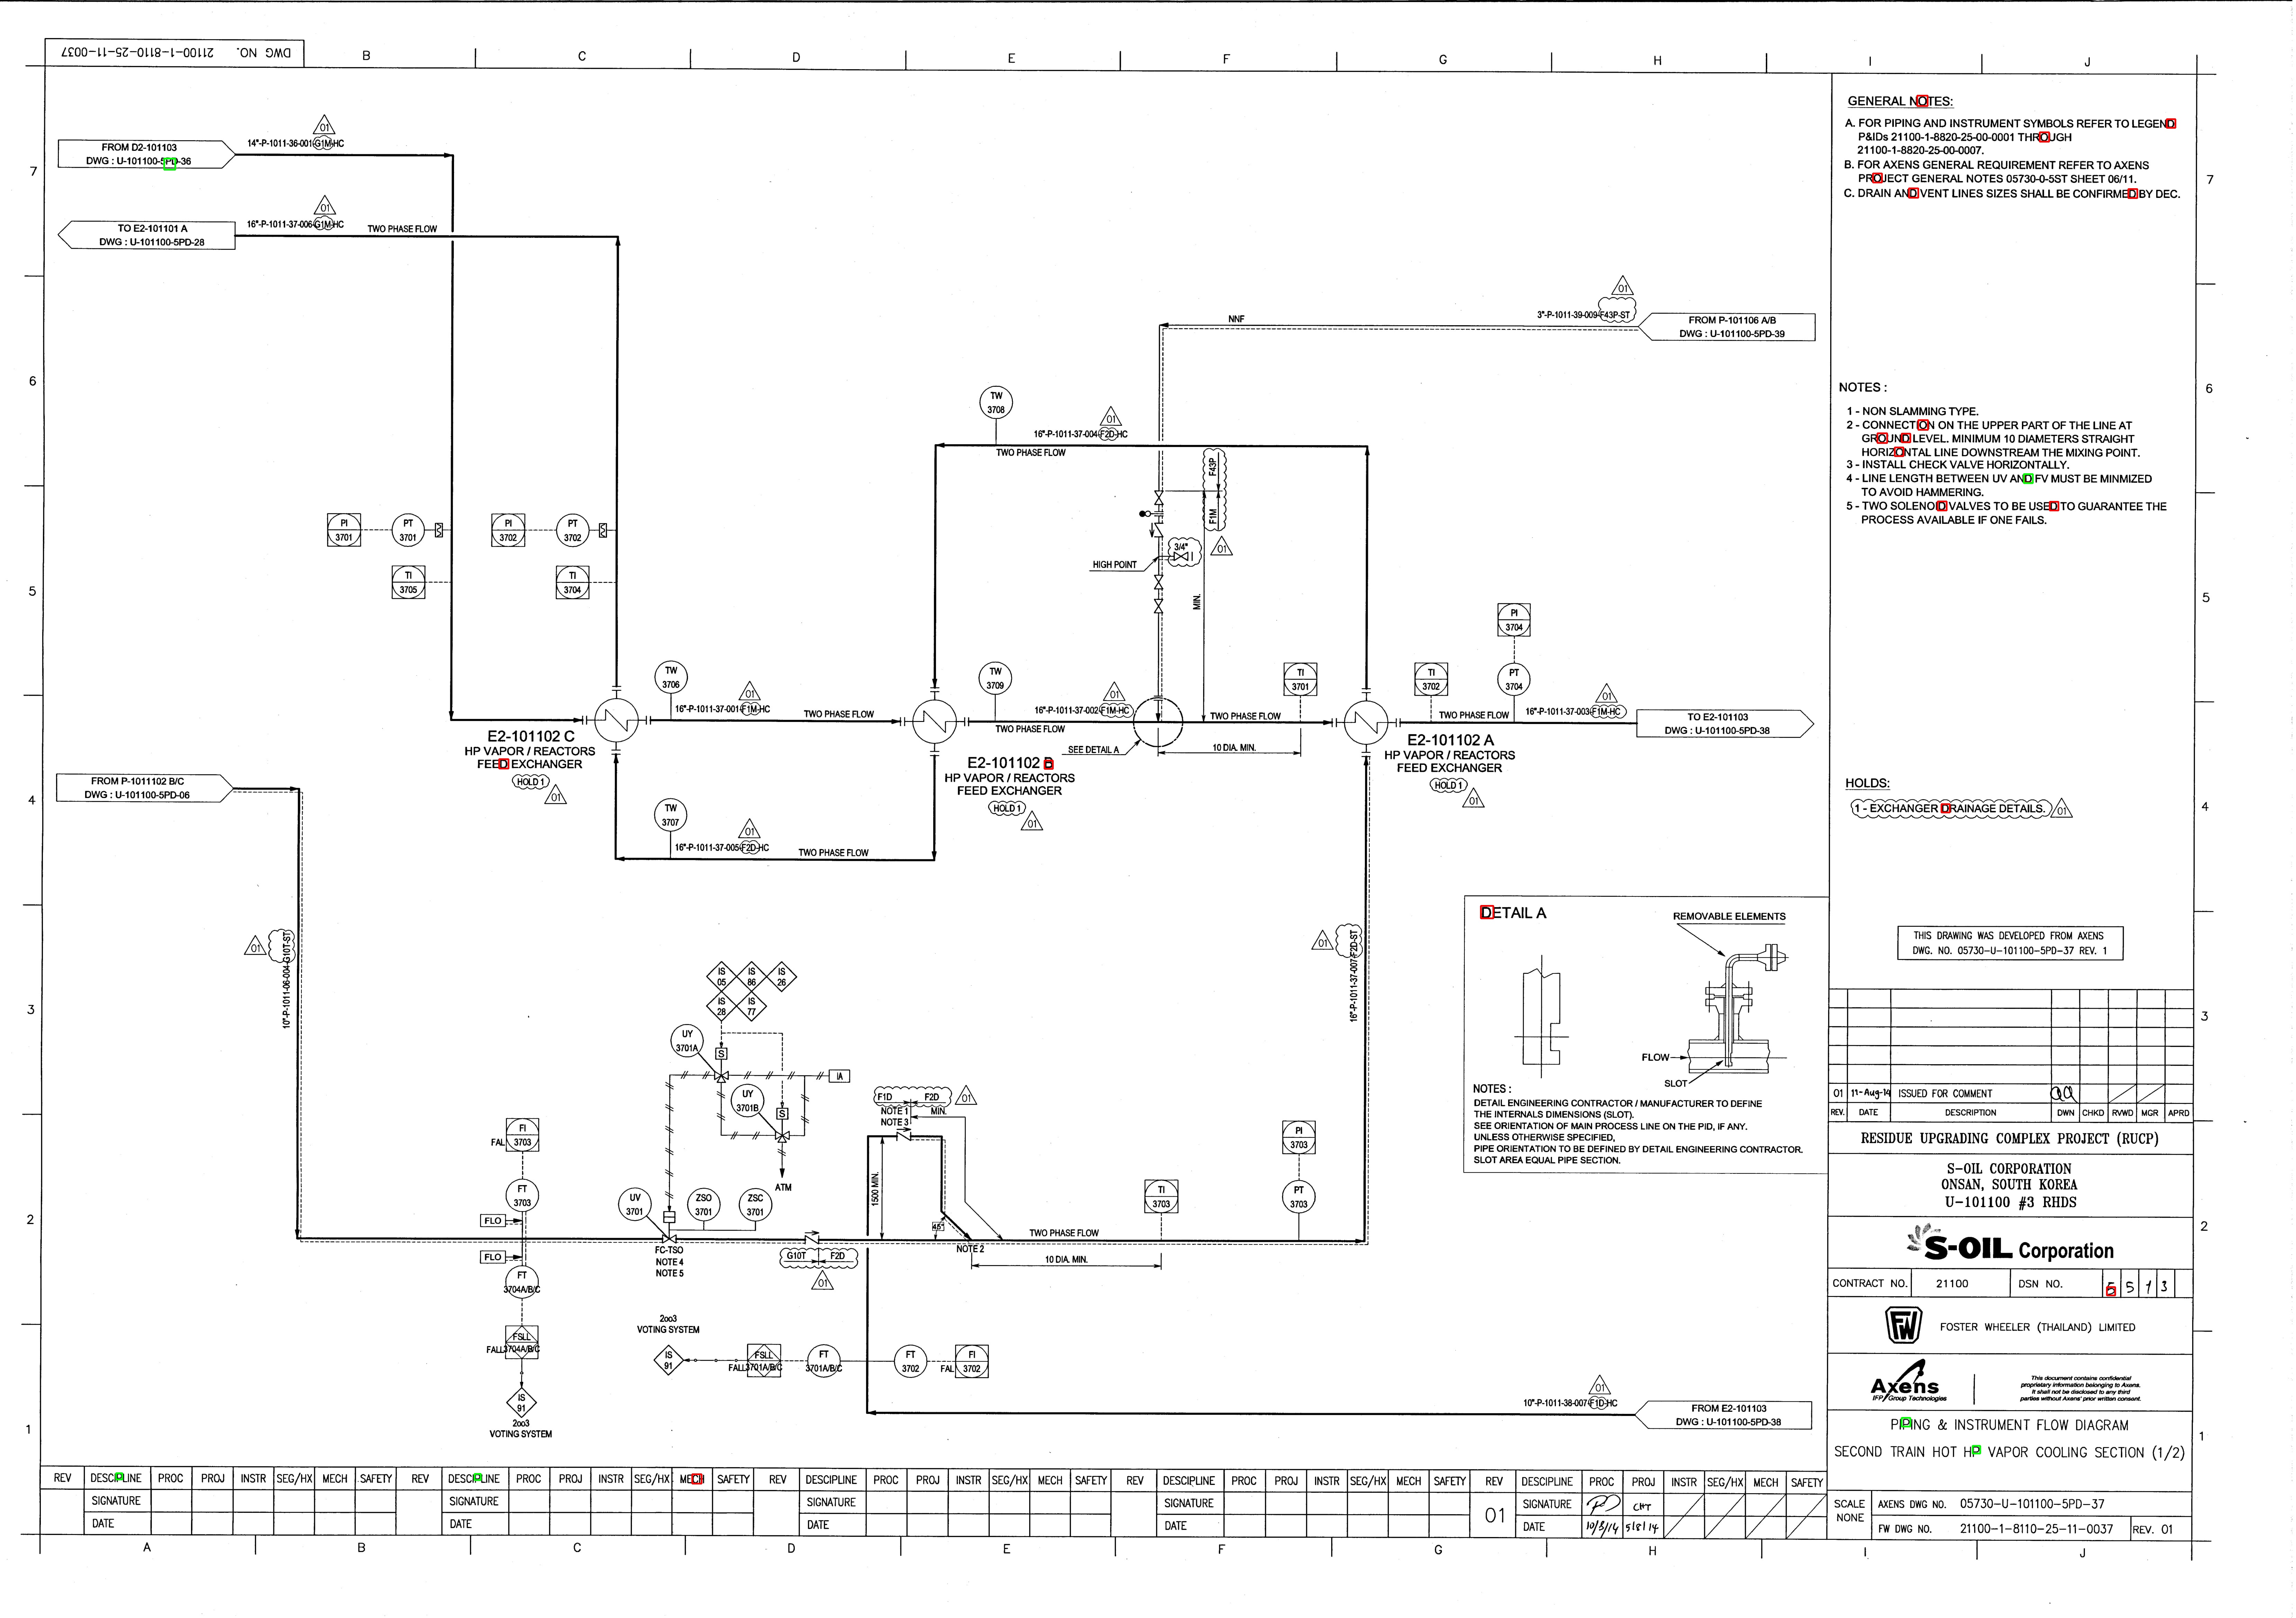 DWG NO. 21100-1-8110-25-11-0037
B C D E F G H I J
FROM D2-101103
DWG : U-101100-5PD-36
01
14"-P-1011-36-001-G1M-HC
TO E2-101101 A
DWG : U-101100-5PD-28
01
16"-P-1011-37-006-G1M-HC
TWO PHASE FLOW
7
6
5
4
3
2
1
01
3"-P-1011-39-009-F43P-ST
NNF
FROM P-101106 A/B
DWG : U-101100-5PD-39
TW
3708
01
16"-P-1011-37-004-F2D-HC
TWO PHASE FLOW
F43P
F1M
01
3/4"
HIGH POINT
MIN.
PI
3701
PT
3701
PI
3702
PT
3702
TI
3705
TI
3704
PI
3704
PT
3704
TW
3706
01
16"-P-1011-37-001-F1M-HC
TWO PHASE FLOW
TW
3709
01
16"-P-1011-37-002-F1M-HC
TWO PHASE FLOW
SEE DETAIL A
TI
3701
TWO PHASE FLOW
10 DIA. MIN.
TI
3702
TWO PHASE FLOW
01
16"-P-1011-37-003-F1M-HC
TO E2-101103
DWG : U-101100-5PD-38
E2-101102 C
HP VAPOR / REACTORS
FEED EXCHANGER
HOLD 1
01
E2-101102 B
HP VAPOR / REACTORS
FEED EXCHANGER
HOLD 1
01
E2-101102 A
HP VAPOR / REACTORS
FEED EXCHANGER
HOLD 1
01
FROM P-1011102 B/C
DWG : U-101100-5PD-06
TW
3707
01
16"-P-1011-37-005-F2D-HC
TWO PHASE FLOW
01
10"-P-1011-06-004-G10T-ST
01
16"-P-1011-37-007-F2D-ST
IS
05
IS
86
IS
26
IS
28
IS
77
UY
3701A
S
UY
3701B
S
IA
ATM
F1D
F2D
01
NOTE 1
NOTE 3
MIN.
1500 MIN.
45°
NOTE 2
FI
3703
FAL
FT
3703
FLO
FLO
FT
3704A/B/C
FSLL
3704A/B/C
FALL
IS
91
2oo3
VOTING SYSTEM
UV
3701
ZSO
3701
ZSC
3701
FC-TSO
NOTE 4
NOTE 5
G10T
F2D
01
TWO PHASE FLOW
10 DIA. MIN.
TI
3703
PI
3703
PT
3703
2oo3
VOTING SYSTEM
IS
91
FSLL
3701A/B/C
FALL
FT
3701A/B/C
FT
3702
FAL
FI
3702
01
10"-P-1011-38-007-F1D-HC
FROM E2-101103
DWG : U-101100-5PD-38
DETAIL A
REMOVABLE ELEMENTS
FLOW
SLOT
NOTES :
DETAIL ENGINEERING CONTRACTOR / MANUFACTURER TO DEFINE
THE INTERNALS DIMENSIONS (SLOT).
SEE ORIENTATION OF MAIN PROCESS LINE ON THE PID, IF ANY.
UNLESS OTHERWISE SPECIFIED,
PIPE ORIENTATION TO BE DEFINED BY DETAIL ENGINEERING CONTRACTOR.
SLOT AREA EQUAL PIPE SECTION.
GENERAL NOTES:
A. FOR PIPING AND INSTRUMENT SYMBOLS REFER TO LEGEND
P&IDs 21100-1-8820-25-00-0001 THROUGH
21100-1-8820-25-00-0007.
B. FOR AXENS GENERAL REQUIREMENT REFER TO AXENS
PROJECT GENERAL NOTES 05730-0-5ST SHEET 06/11.
C. DRAIN AND VENT LINES SIZES SHALL BE CONFIRMED BY DEC.
NOTES :
1 - NON SLAMMING TYPE.
2 - CONNECTION ON THE UPPER PART OF THE LINE AT
GROUND LEVEL. MINIMUM 10 DIAMETERS STRAIGHT
HORIZONTAL LINE DOWNSTREAM THE MIXING POINT.
3 - INSTALL CHECK VALVE HORIZONTALLY.
4 - LINE LENGTH BETWEEN UV AND FV MUST BE MINMIZED
TO AVOID HAMMERING.
5 - TWO SOLENOID VALVES TO BE USED TO GUARANTEE THE
PROCESS AVAILABLE IF ONE FAILS.
HOLDS:
1 - EXCHANGER DRAINAGE DETAILS. 01
THIS DRAWING WAS DEVELOPED FROM AXENS
DWG. NO. 05730-U-101100-5PD-37 REV. 1
7
6
5
4
3
2
1
01 11-Aug-14 ISSUED FOR COMMENT
REV. DATE DESCRIPTION DWN CHKD RVWD MGR APRD
RESIDUE UPGRADING COMPLEX PROJECT (RUCP)
S-OIL CORPORATION
ONSAN, SOUTH KOREA
U-101100 #3 RHDS
S-OIL Corporation
CONTRACT NO. 21100 DSN NO. 5 5 1 3
FW FOSTER WHEELER (THAILAND) LIMITED
Axens
IFP Group Technologies
This document contains confidential
proprietary information belonging to Axens.
It shall not be disclosed to any third
parties without Axens' prior written consent.
PIPING & INSTRUMENT FLOW DIAGRAM
SECOND TRAIN HOT HP VAPOR COOLING SECTION (1/2)
SCALE
NONE
AXENS DWG NO. 05730-U-101100-5PD-37
FW DWG NO. 21100-1-8110-25-11-0037 REV. 01
REV DESCIPLINE PROC PROJ INSTR SEG/HX MECH SAFETY REV DESCIPLINE PROC PROJ INSTR SEG/HX MECH SAFETY REV DESCIPLINE PROC PROJ INSTR SEG/HX MECH SAFETY REV DESCIPLINE PROC PROJ INSTR SEG/HX MECH SAFETY REV DESCIPLINE PROC PROJ INSTR SEG/HX MECH SAFETY
SIGNATURE SIGNATURE SIGNATURE SIGNATURE 01 SIGNATURE CHT
DATE DATE DATE DATE DATE 10/8/14 5/8/14
A B C D E F G H I J